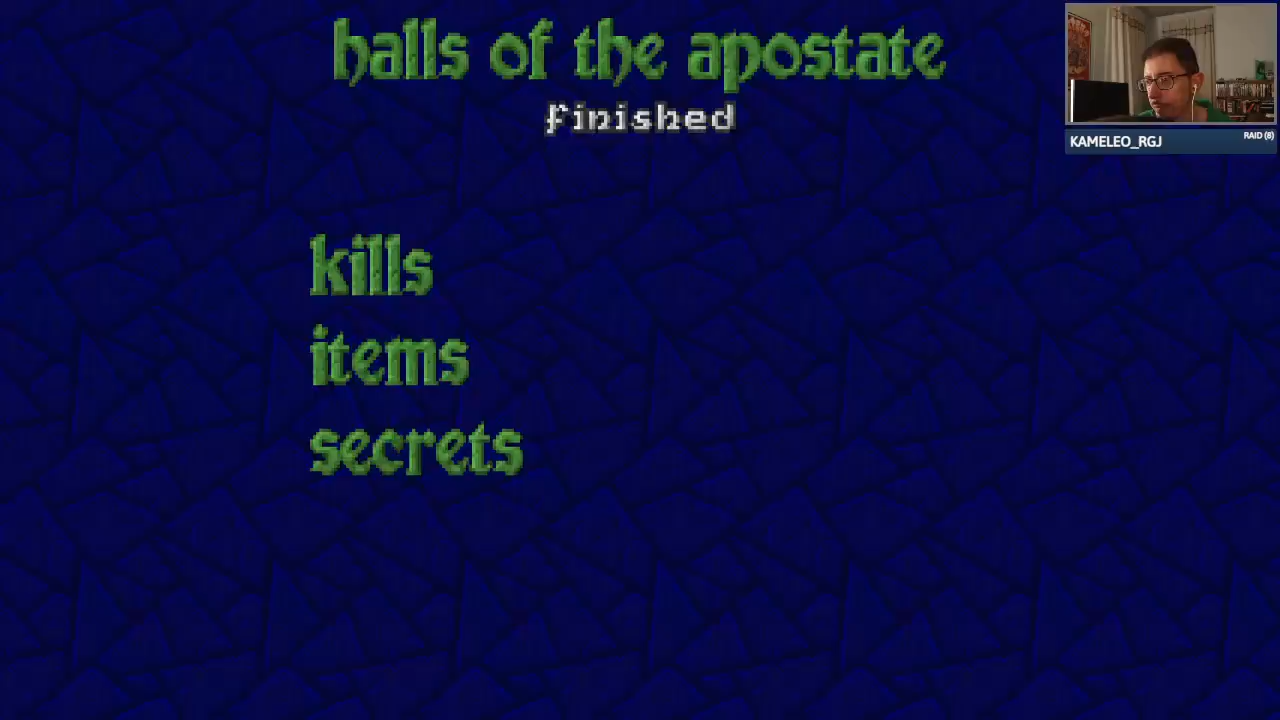 halls of the apostate
finished
RAID (8)
KAMELEO_RGJ
kills
items
secrets